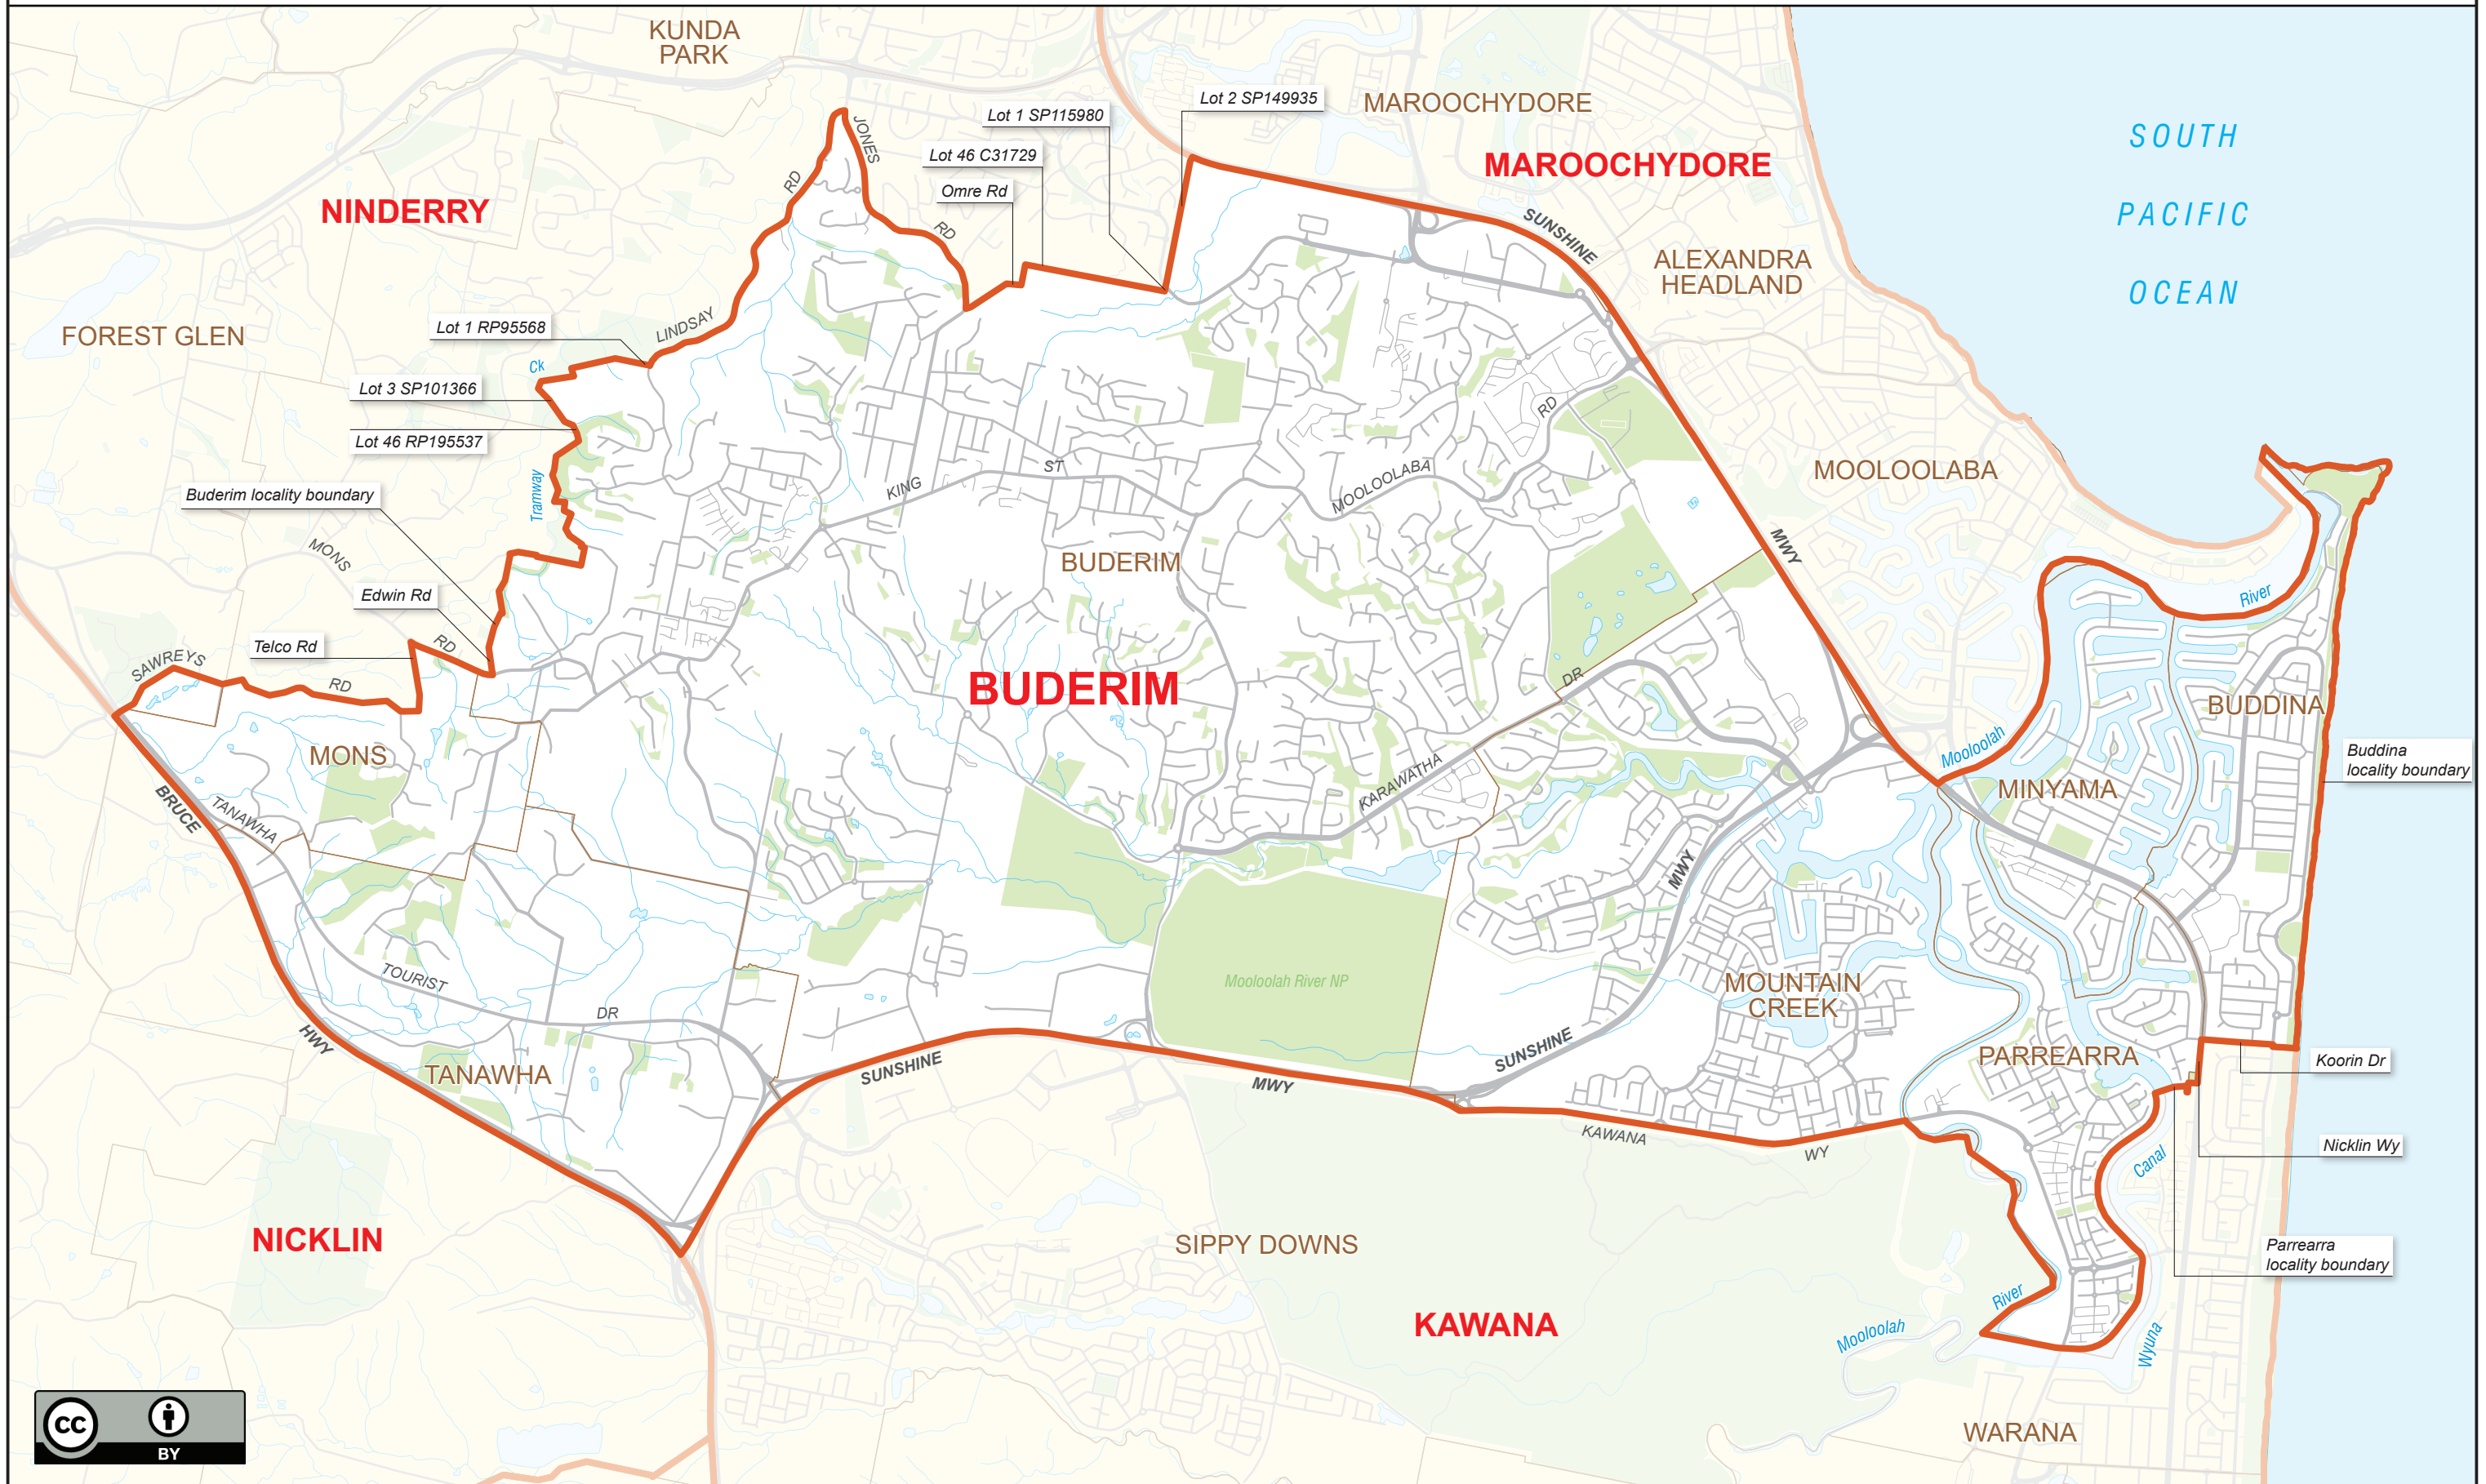 KUNDA
PARK
MAROOCHYDORE
SOUTH
PACIFIC
OCEAN
Lot 2 SP149935
Lot 1 SP115980
Lot 46 C31729
Omre Rd
JONES
RD
RD
MAROOCHYDORE
NINDERRY
SUNSHINE
ALEXANDRA
HEADLAND
FOREST GLEN
Lot 1 RP95568
LINDSAY
Ck
Lot 3 SP101366
Lot 46 RP195537
RD
ST
KING
MOOLOOLABA
MOOLOOLABA
Buderim locality boundary
Tramway
MONS
MWY
BUDERIM
Edwin Rd
River
Telco Rd
RD
SAWREYS
RD
BUDERIM
DR
BUDDINA
Mooloolah
MONS
Buddina
locality boundary
KARAWATHA
MINYAMA
BRUCE
TANAWHA
MWY
TOURIST
Mooloolah River NP
MOUNTAIN
CREEK
DR
HWY
SUNSHINE
SUNSHINE
PARREARRA
Koorin Dr
TANAWHA
MWY
KAWANA
WY
Nicklin Wy
Canal
NICKLIN
SIPPY DOWNS
Parrearra
locality boundary
River
KAWANA
Mooloolah
Wyuna
WARANA
CC
BY